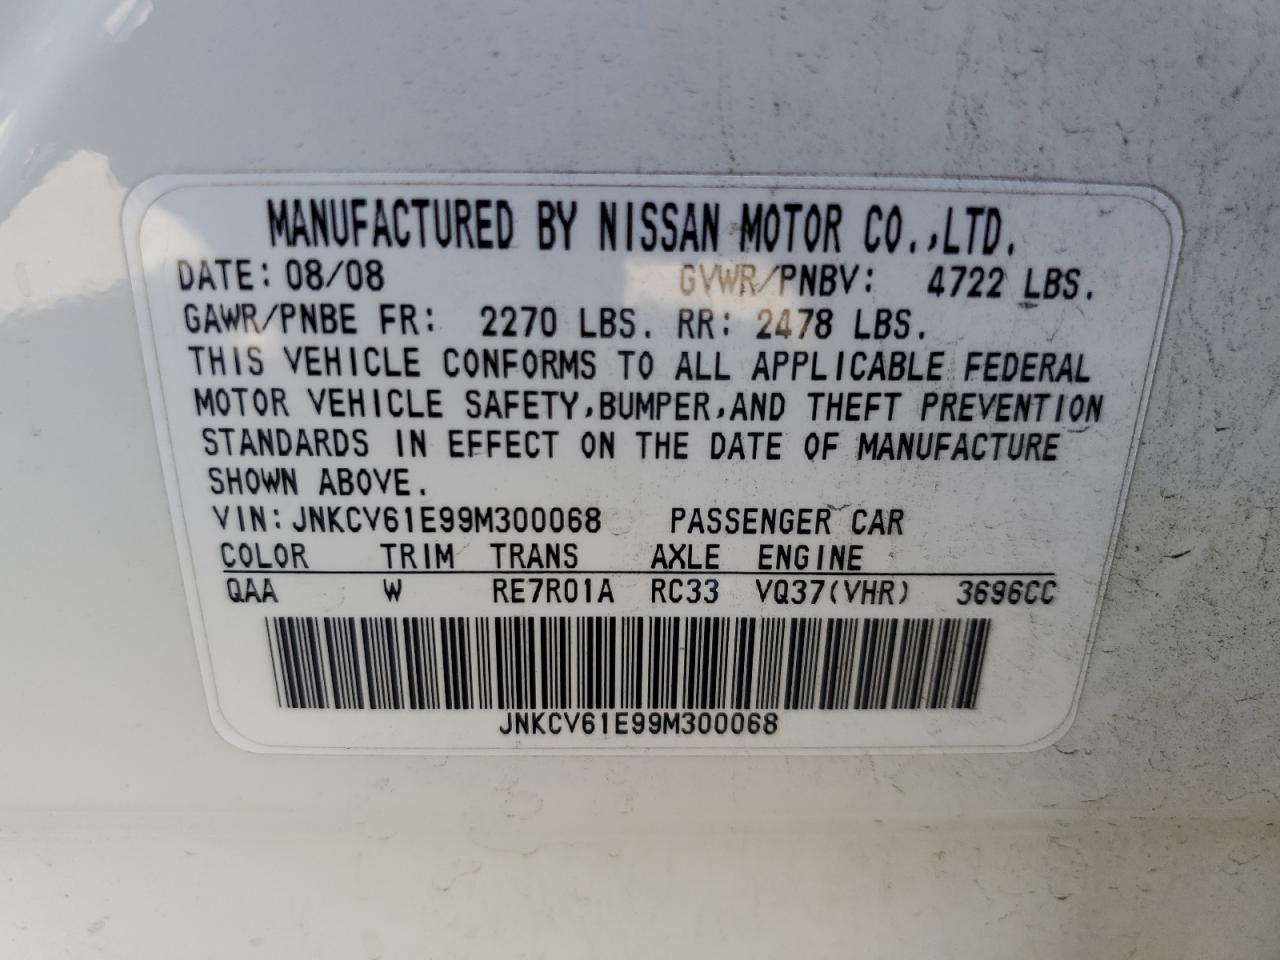 MANUFACTURED BY NISSAN MOTOR CO.,LTD.
DATE: 08/08 GVWR/PNBV: 4722 LBS.
GAWR/PNBE FR: 2270 LBS. RR: 2478 LBS.
THIS VEHICLE CONFORMS TO ALL APPLICABLE FEDERAL
MOTOR VEHICLE SAFETY,BUMPER,AND THEFT PREVENTION
STANDARDS IN EFFECT ON THE DATE OF MANUFACTURE
SHOWN ABOVE.
VIN:JNKCV61E99M300068 PASSENGER CAR
COLOR TRIM TRANS AXLE ENGINE
QAA W RE7R01A RC33 VQ37(VHR) 3696CC
JNKCV61E99M300068